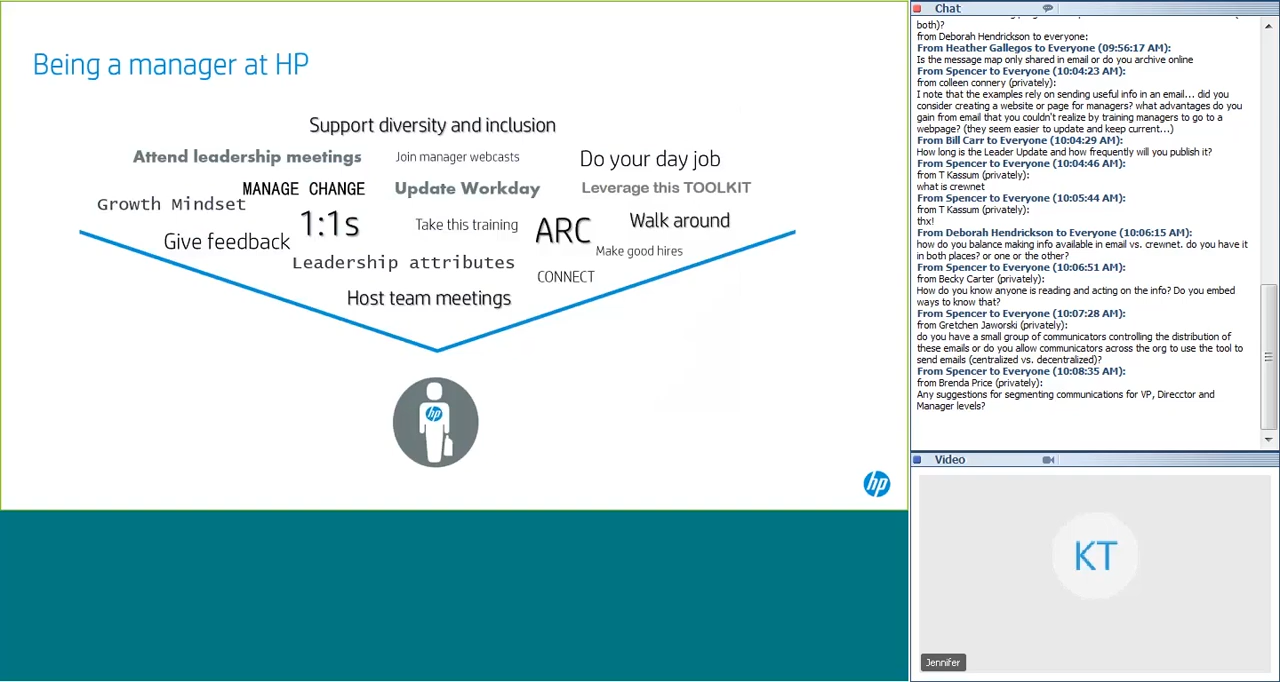 Being a manager at HP
Support diversity and inclusion
Attend leadership meetings
Join manager webcasts
Do your day job
MANAGE CHANGE
Update Workday
Leverage this TOOLKIT
Growth Mindset
1:1s
Take this training
ARC
Walk around
Give feedback
Make good hires
Leadership attributes
CONNECT
Host team meetings
hp
hp
Chat
both)?
from Deborah Hendrickson to everyone:
From Heather Gallegos to Everyone (09:56:17 AM):
Is the message map only shared in email or do you archive online
From Spencer to Everyone (10:04:23 AM):
from colleen connery (privately):
I note that the examples rely on sending useful info in an email... did you
consider creating a website or page for managers? what advantages do you
gain from email that you couldn't realize by training managers to go to a
webpage? (they seem easier to update and keep current...)
From Bill Carr to Everyone (10:04:29 AM):
How long is the Leader Update and how frequently will you publish it?
From Spencer to Everyone (10:04:46 AM):
from T Kassum (privately):
what is crewnet
From Spencer to Everyone (10:05:44 AM):
from T Kassum (privately):
thx!
From Deborah Hendrickson to Everyone (10:06:15 AM):
how do you balance making info available in email vs. crewnet. do you have it
in both places? or one or the other?
From Spencer to Everyone (10:06:51 AM):
from Becky Carter (privately):
How do you know anyone is reading and acting on the info? Do you embed
ways to know that?
From Spencer to Everyone (10:07:28 AM):
from Gretchen Jaworski (privately):
do you have a small group of communicators controlling the distribution of
these emails or do you allow communicators across the org to use the tool to
send emails (centralized vs. decentralized)?
From Spencer to Everyone (10:08:35 AM):
from Brenda Price (privately):
Any suggestions for segmenting communications for VP, Direcctor and
Manager levels?
Video
KT
Jennifer